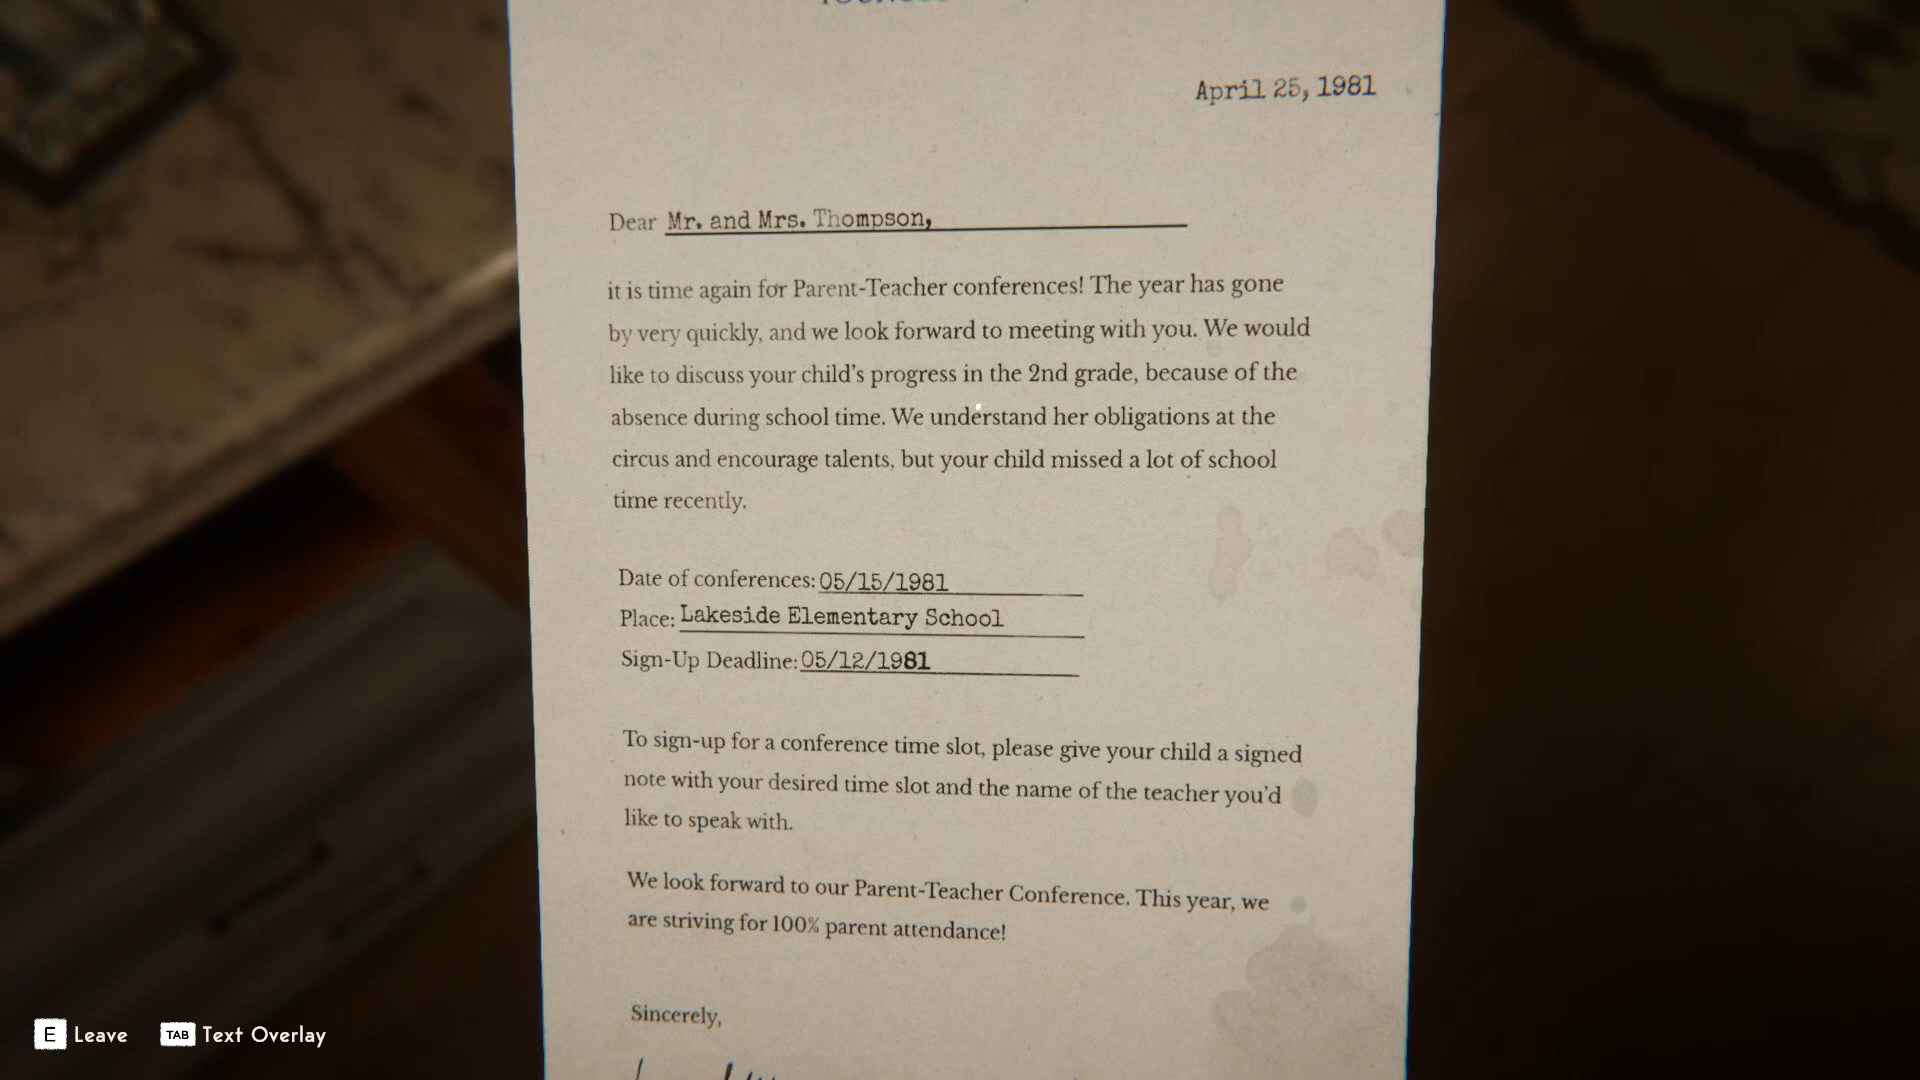 April 25, 1981
Dear Mr. and Mrs. Thompson,
it is time again for Parent-Teacher conferences! The year has gone
by very quickly, and we look forward to meeting with you. We would
like to discuss your child's progress in the 2nd grade, because of the
absence during school time. We understand her obligations at the
circus and encourage talents, but your child missed a lot of school
time recently.
Date of conferences: 05/15/1981
Place: Lakeside Elementary School
Sign-Up Deadline: 05/12/1981
To sign-up for a conference time slot, please give your child a signed
note with your desired time slot and the name of the teacher you'd
like to speak with.
We look forward to our Parent-Teacher Conference. This year, we
are striving for 100% parent attendance!
Sincerely,
E Leave TAB Text Overlay